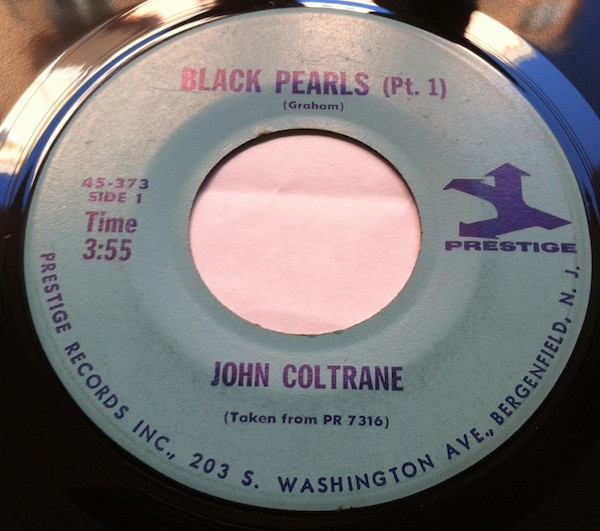 BLACK PEARLS (Pt. 1)
(Graham)
45-373
SIDE 1
Time
3:55
PRESTIGE
JOHN COLTRANE
(Taken from PR 7316)
PRESTIGE RECORDS INC., 203 S. WASHINGTON AVE., BERGENFIELD, N. J.